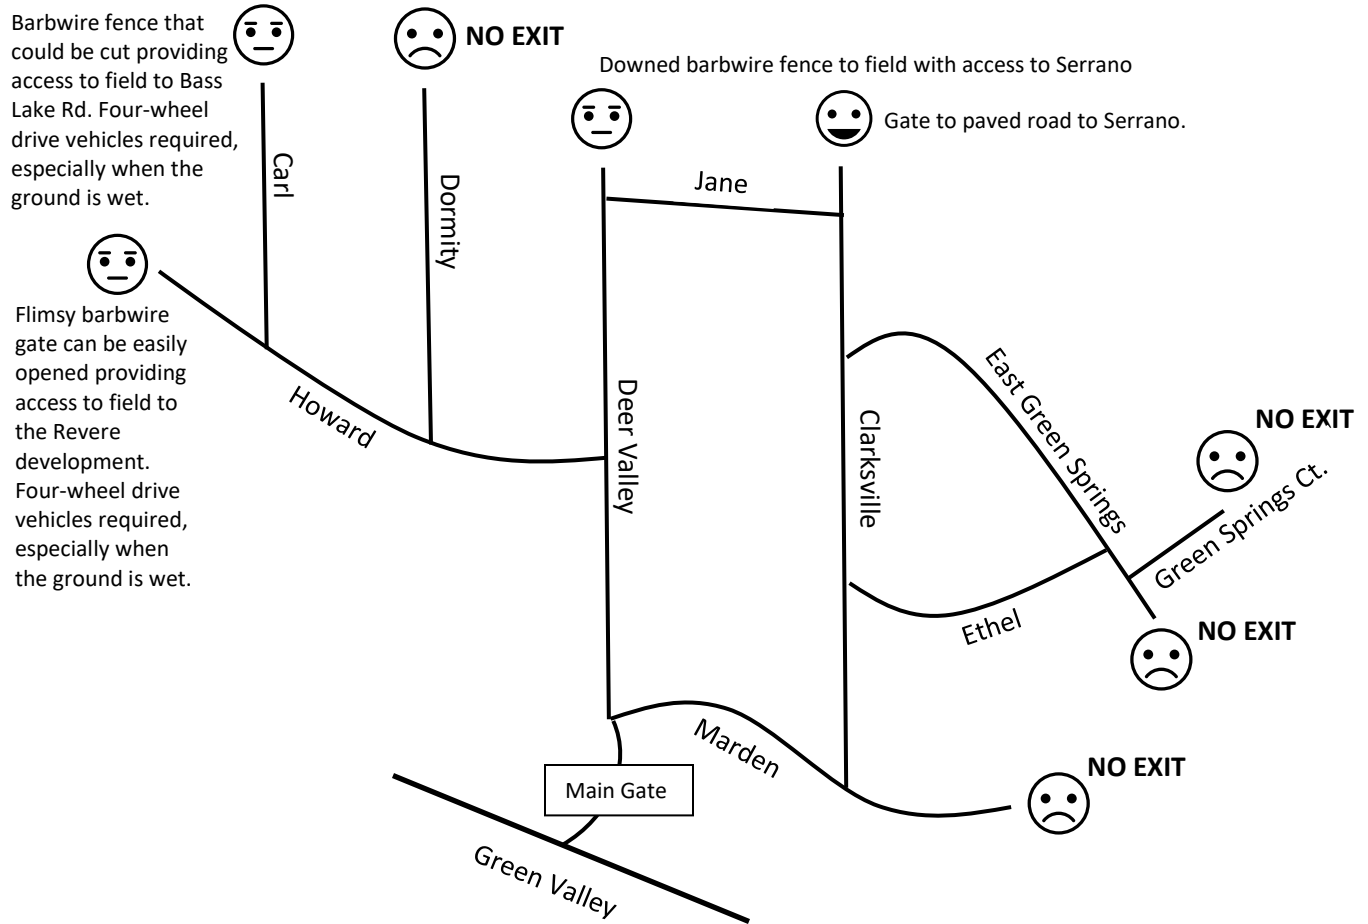 Barbwire fence that
could be cut providing
access to field to Bass
Lake Rd. Four-wheel
drive vehicles required,
especially when the
ground is wet.
NO EXIT
Downed barbwire fence to field with access to Serrano
Gate to paved road to Serrano.
Carl
Dormity
Jane
Flimsy barbwire
gate can be easily
opened providing
access to field to
the Revere
development.
Four-wheel drive
vehicles required,
especially when
the ground is wet.
Howard
Deer Valley
Clarksville
East Green Springs
NO EXIT
Green Springs Ct.
Ethel
NO EXIT
Marden
NO EXIT
Main Gate
Green Valley